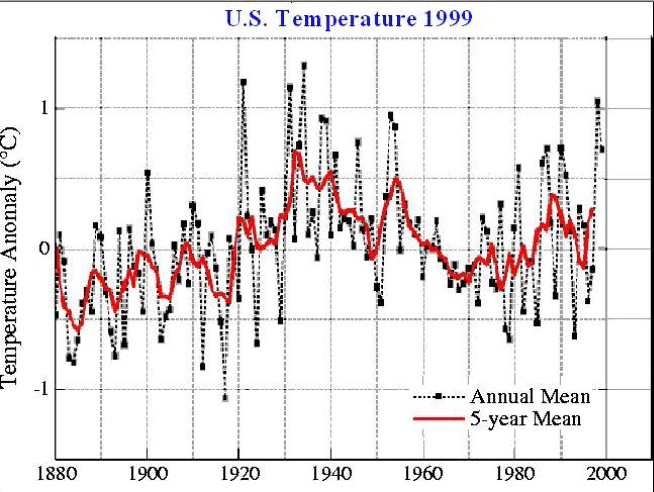 U.S. Temperature 1999
Temperature Anomaly (°C)
1
0
-1
Annual Mean
5-year Mean
1880 1900 1920 1940 1960 1980 2000